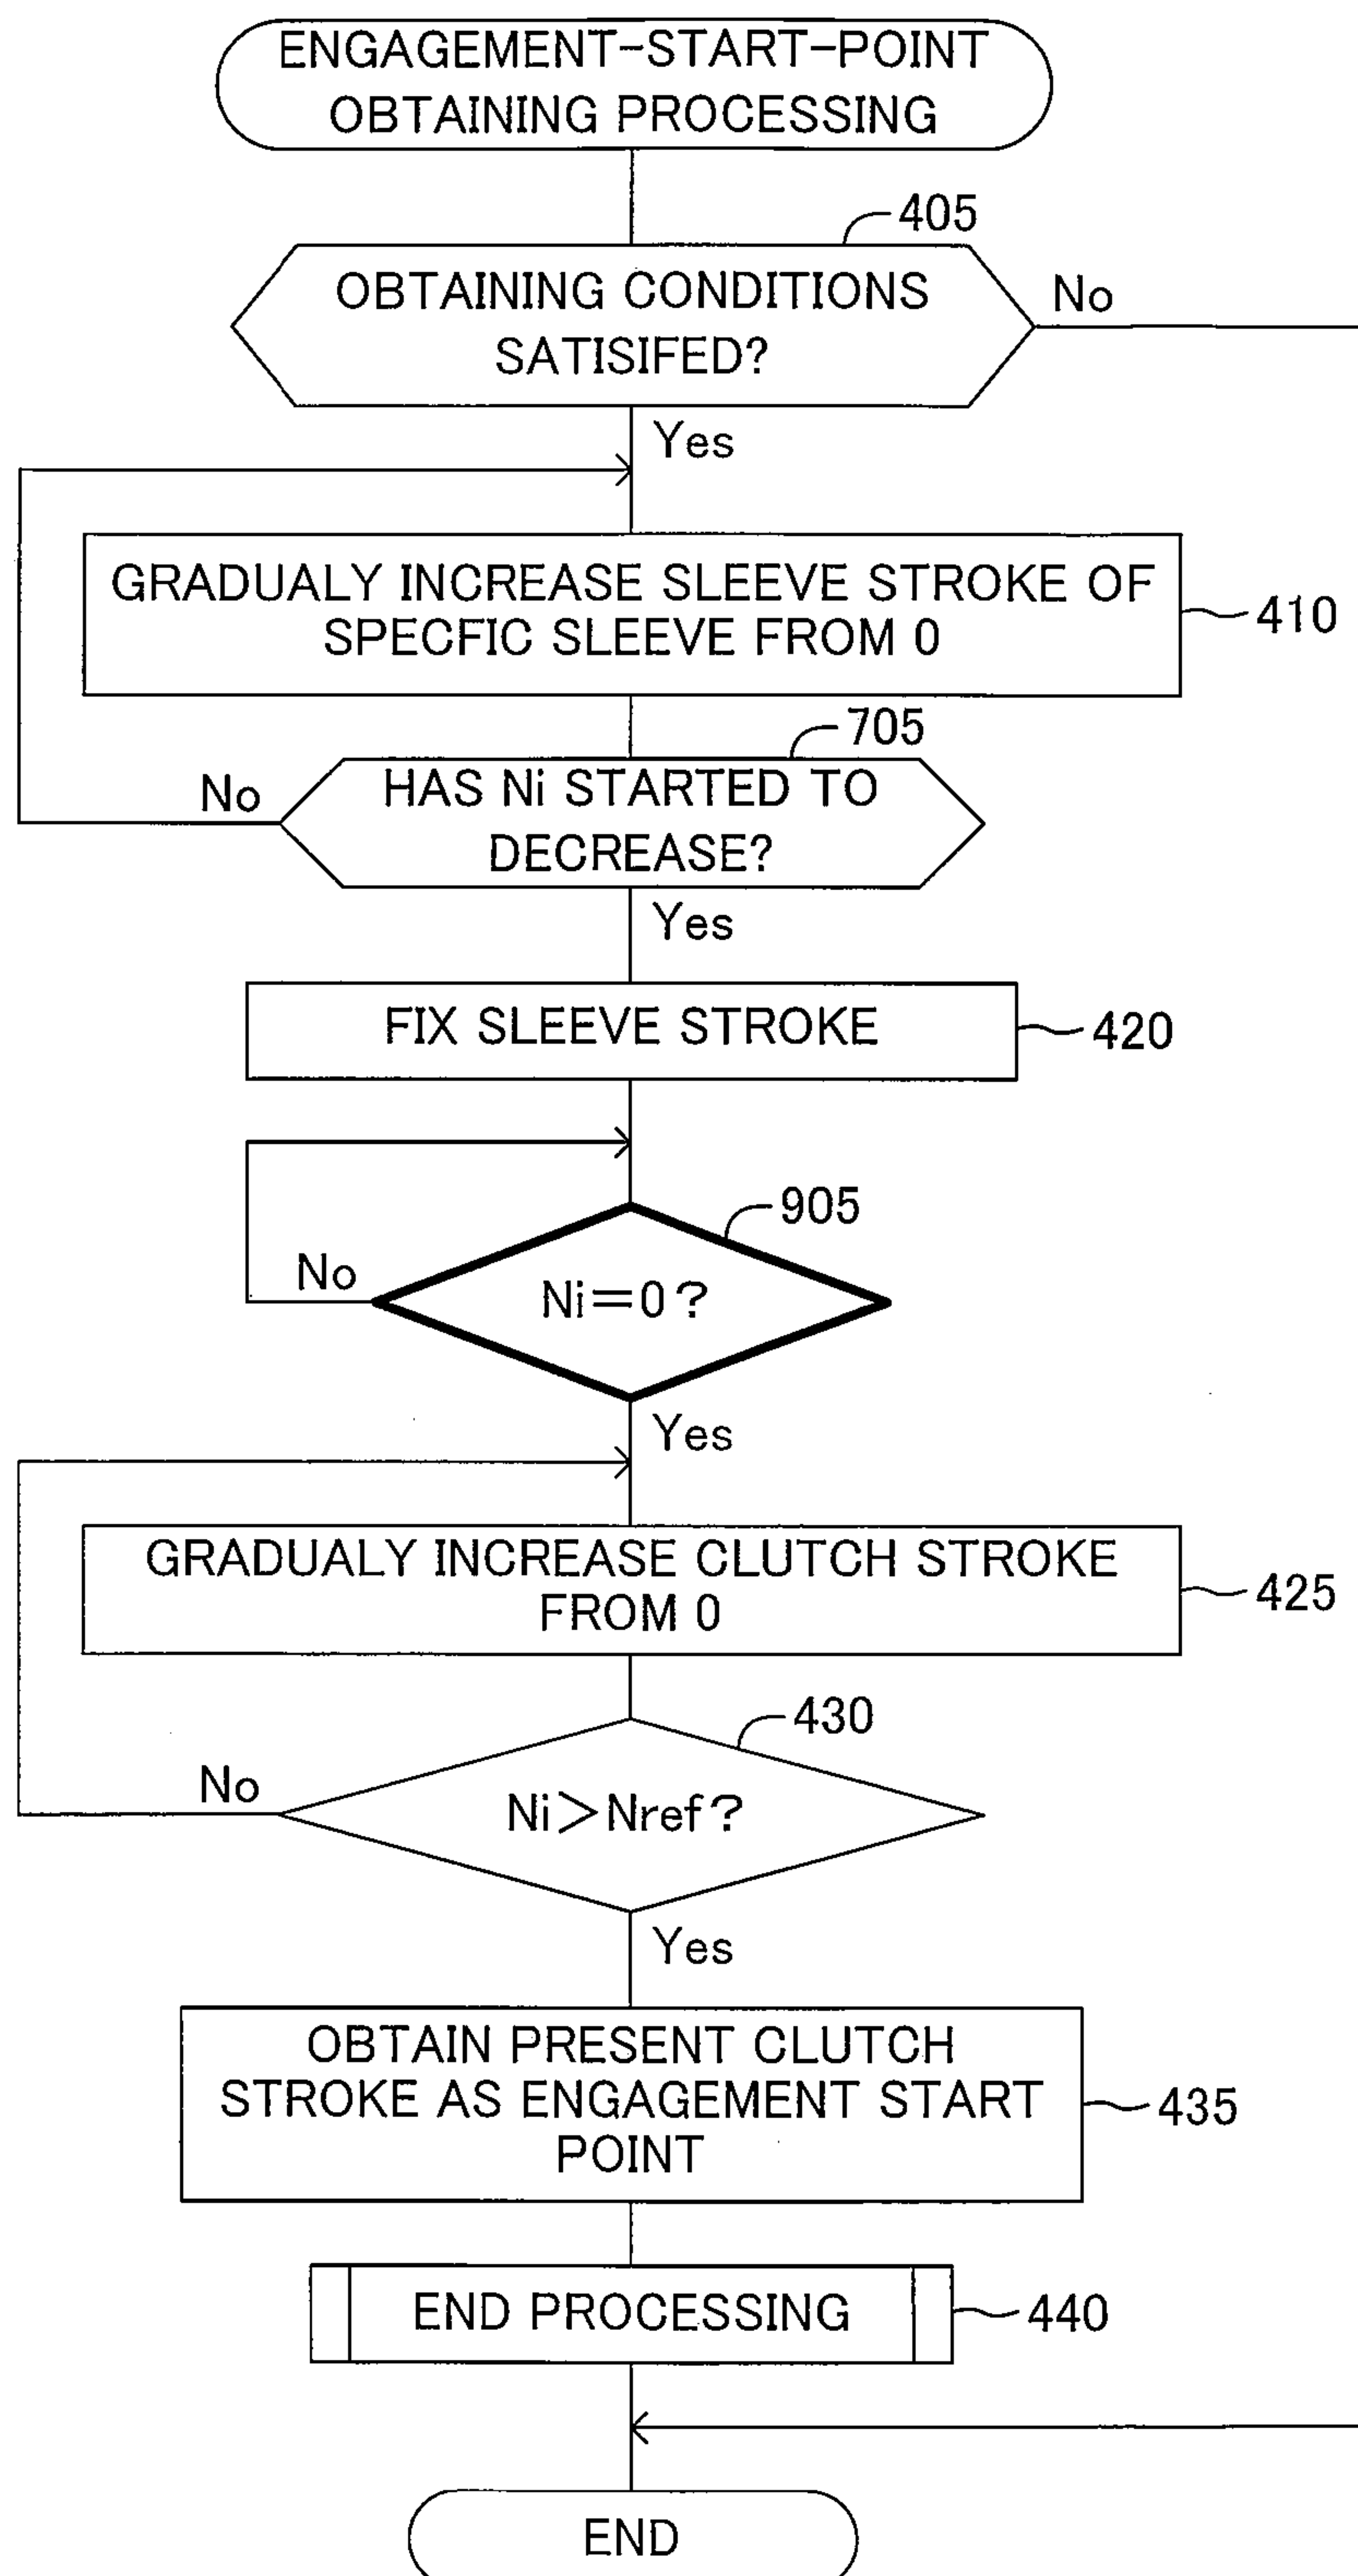 ENGAGEMENT-START-POINT
OBTAINING PROCESSING
405
OBTAINING CONDITIONS
SATISIFED?
No
Yes
GRADUALY INCREASE SLEEVE STROKE OF
SPECFIC SLEEVE FROM 0
410
705
HAS Ni STARTED TO
DECREASE?
No
Yes
FIX SLEEVE STROKE
420
905
Ni=0?
No
Yes
GRADUALY INCREASE CLUTCH STROKE
FROM 0
425
430
Ni>Nref?
No
Yes
OBTAIN PRESENT CLUTCH
STROKE AS ENGAGEMENT START
POINT
435
END PROCESSING
440
END